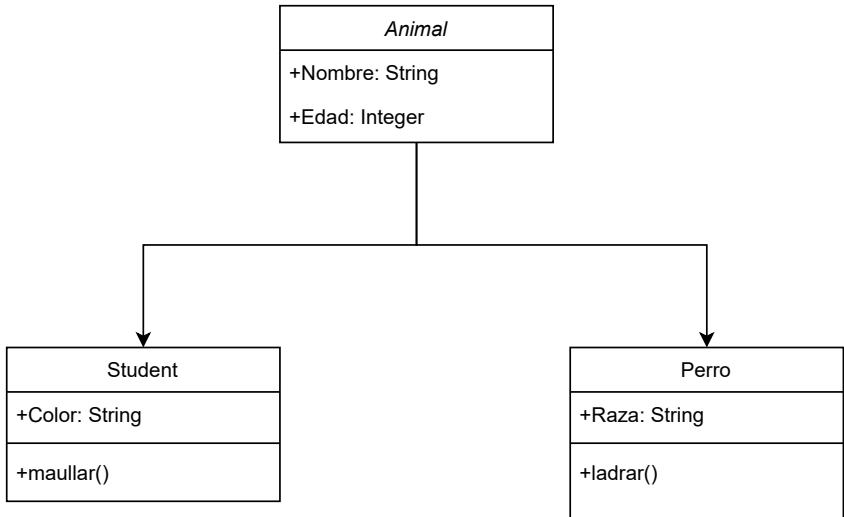 Animal
+Nombre: String
+Edad: Integer
Student
+Color: String
+maullar()
Perro
+Raza: String
+ladrar()